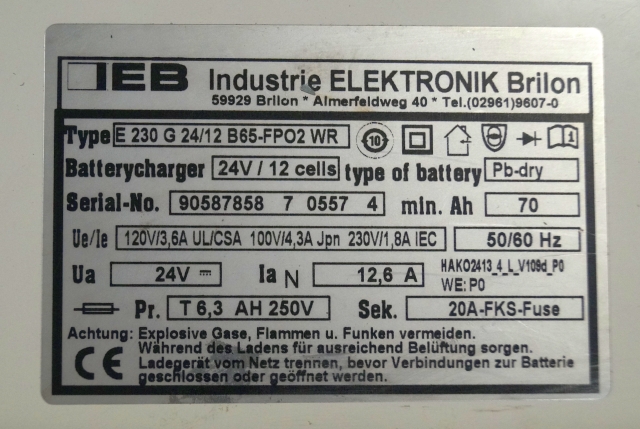 IEB Industrie ELEKTRONIK Brilon
59929 Brilon * Almerfeldweg 40 * Tel.(02961)9607-0
Type E 230 G 24/12 B65-FPO2 WR 10
Batterycharger 24V / 12 cells type of battery Pb-dry
Serial-No. 90587858 7 0557 4 min. Ah 70
Ue/Ie 120V/3,6A UL/CSA 100V/4,3A Jpn 230V/1,8A IEC 50/60 Hz
Ua 24V Ia N 12,6 A HAKO2413_4_L_V109d_P0
WE: P0
Pr. T 6,3 AH 250V Sek. 20A-FKS-Fuse
Achtung: Explosive Gase, Flammen u. Funken vermeiden.
Während des Ladens für ausreichend Belüftung sorgen.
Ladegerät vom Netz trennen, bevor Verbindungen zur Batterie
geschlossen oder geöffnet werden.
CE